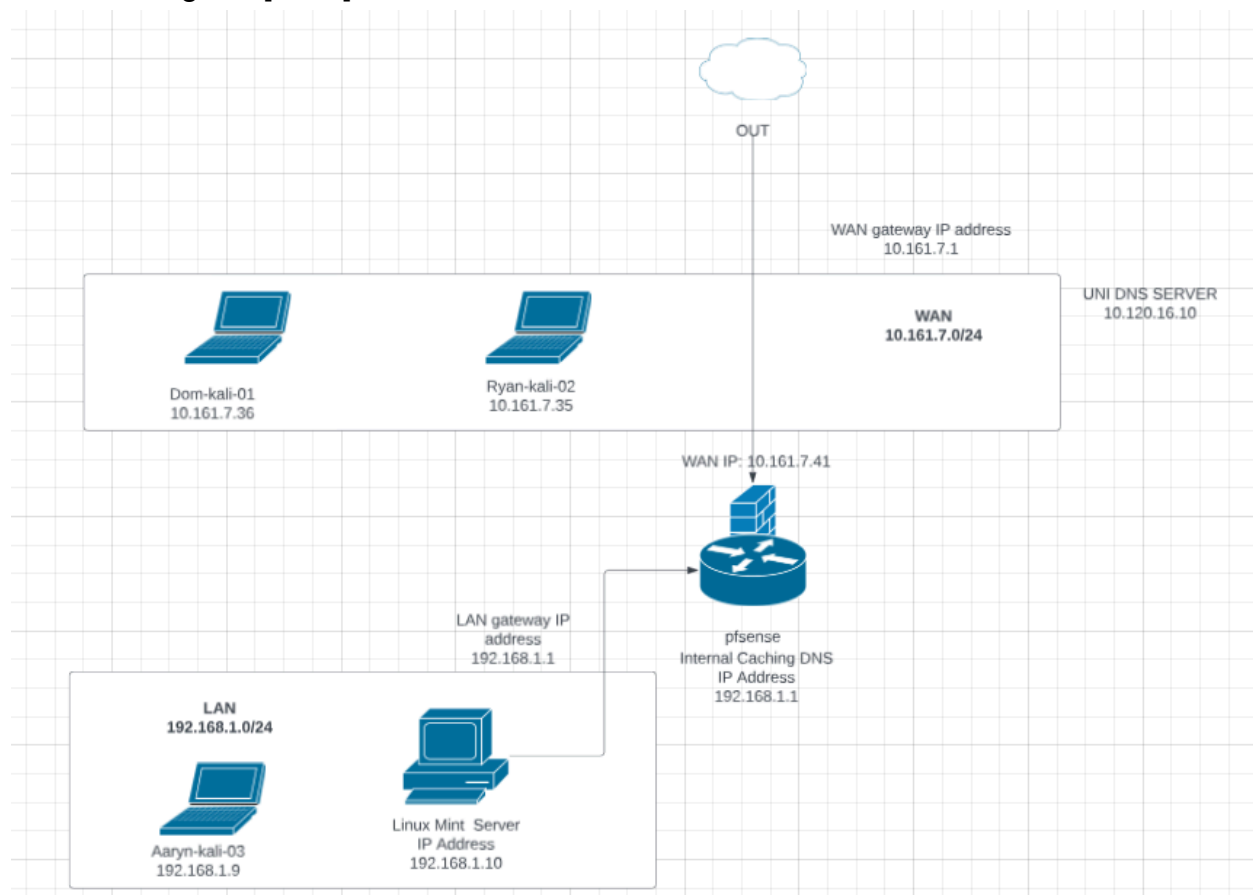 OUT
WAN gateway IP address
10.161.7.1
UNI DNS SERVER
10.120.16.10
WAN
10.161.7.0/24
Dom-kali-01
10.161.7.36
Ryan-kali-02
10.161.7.35
WAN IP: 10.161.7.41
pfsense
Internal Caching DNS
IP Address
192.168.1.1
LAN gateway IP
address
192.168.1.1
LAN
192.168.1.0/24
Aaryn-kali-03
192.168.1.9
Linux Mint Server
IP Address
192.168.1.10